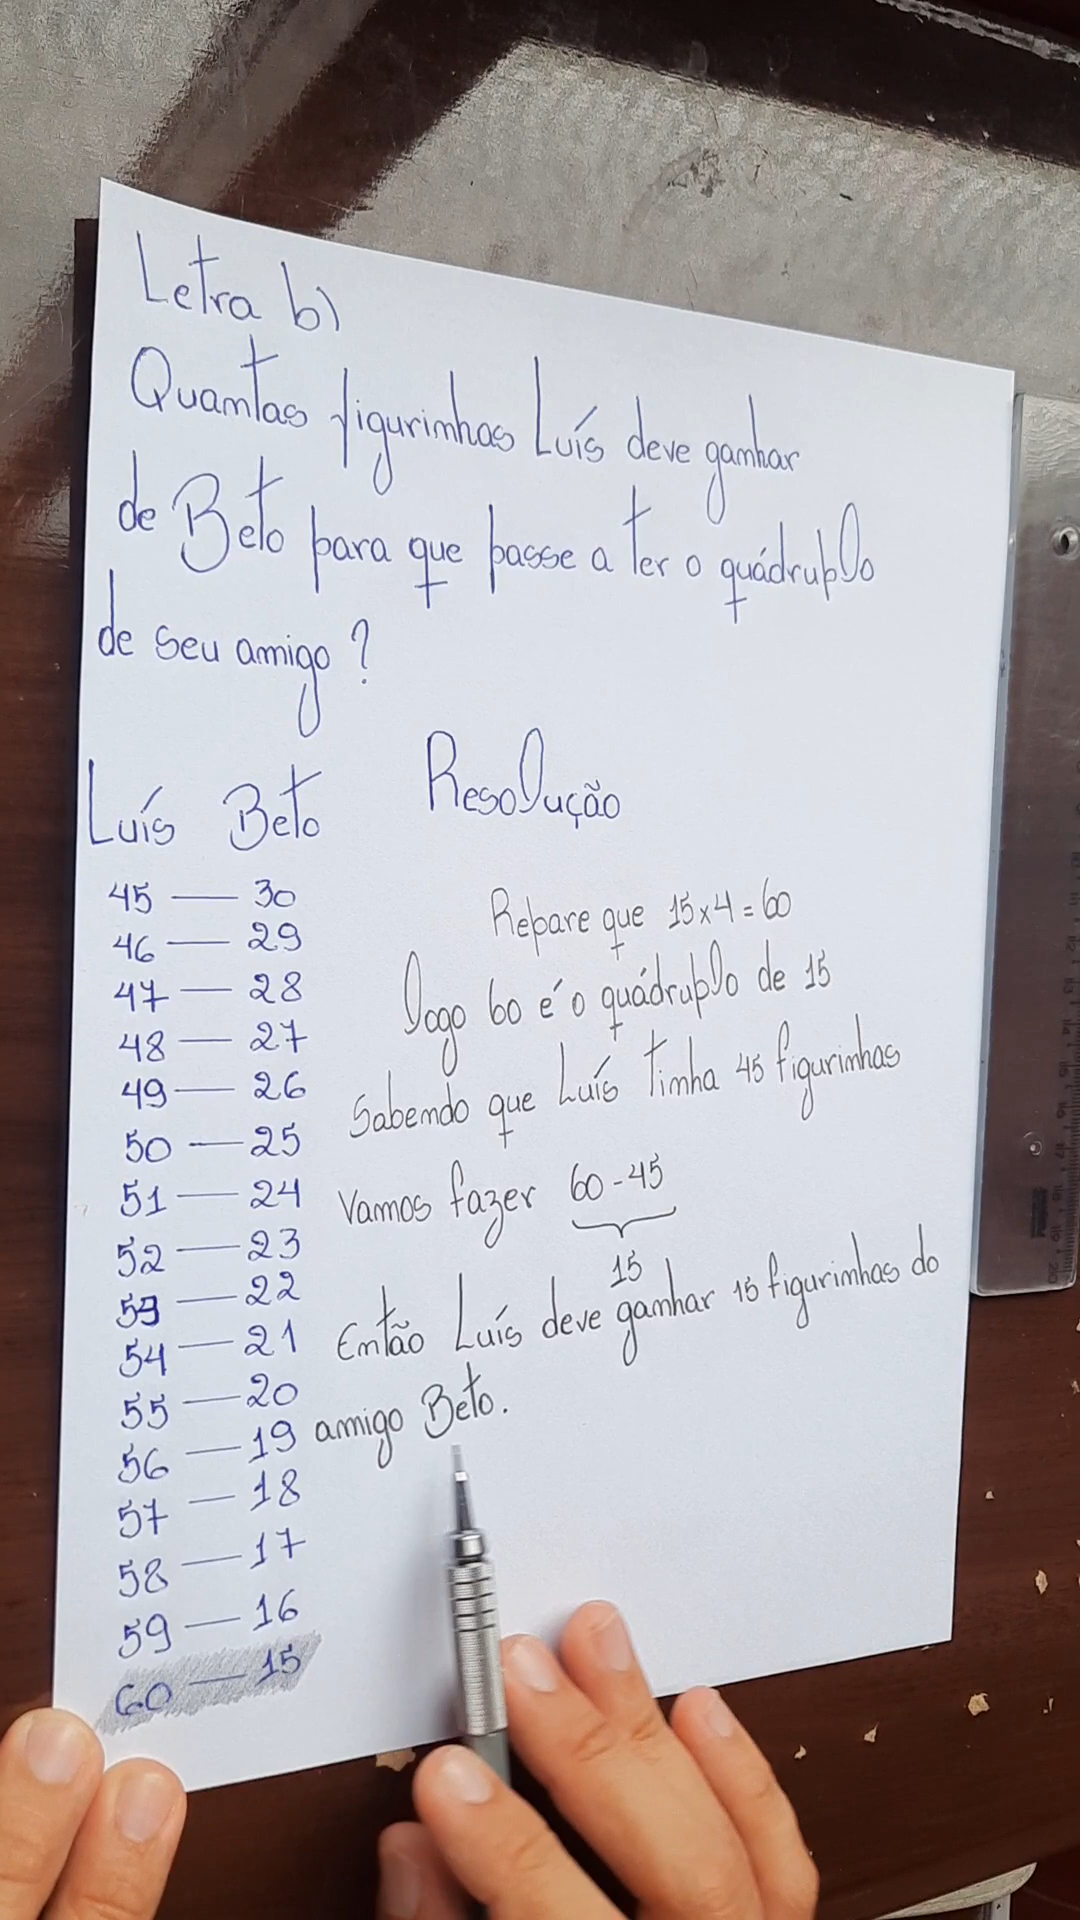 Letra b)
Quantas figurinhas Luís deve ganhar
de Beto para que passe a ter o quádruplo
de seu amigo?
Luís Beto
45 — 30
46 — 29
47 — 28
48 — 27
49 — 26
50 — 25
51 — 24
52 — 23
53 — 22
54 — 21
55 — 20
56 — 19
57 — 18
58 — 17
59 — 16
60 — 15
Resolução
Repare que 15x4=60
logo 60 é o quádruplo de 15
Sabendo que Luís tinha 45 figurinhas
Vamos fazer 60-45
15
Então Luís deve ganhar 15 figurinhas do
amigo Beto.